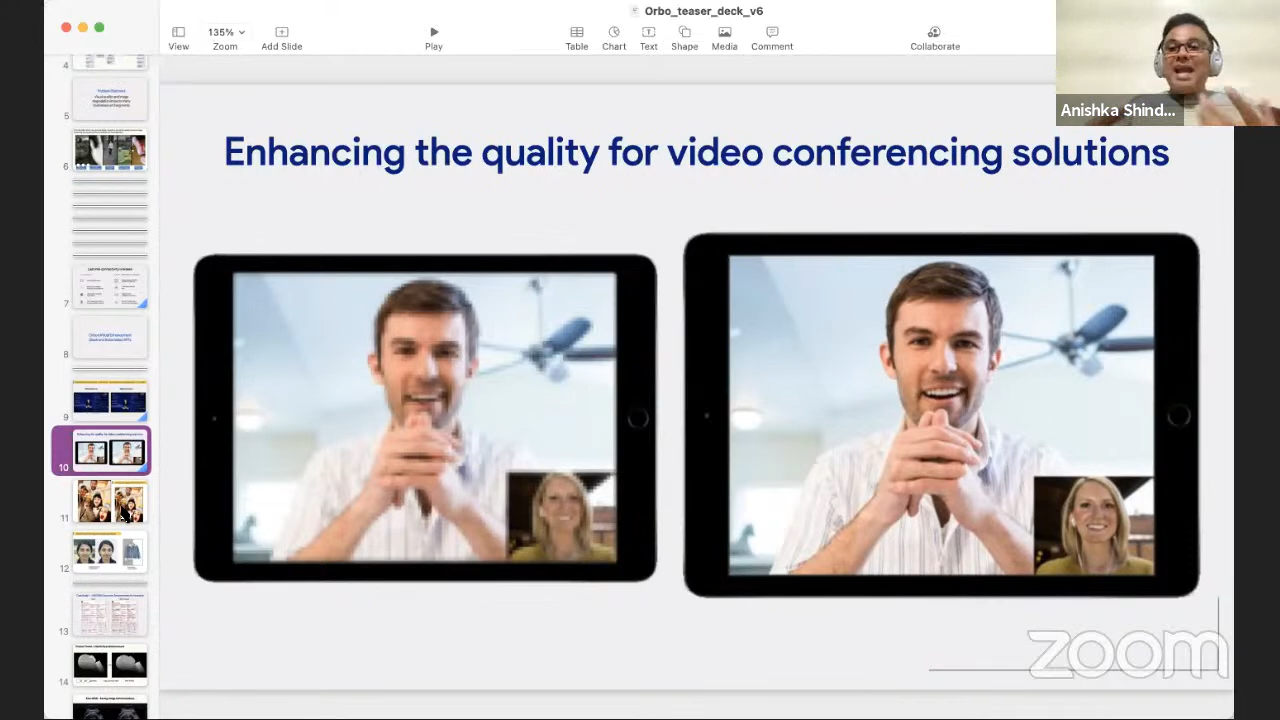 Orbo_teaser_deck_v6
135%
View
Zoom
Add Slide
Play
Table
Chart
Text
Shape
Media
Comment
Collaborate
Anishka Shind...
Enhancing the quality for video conferencing solutions
4
5
6
7
8
9
10
11
12
13
14
zoom